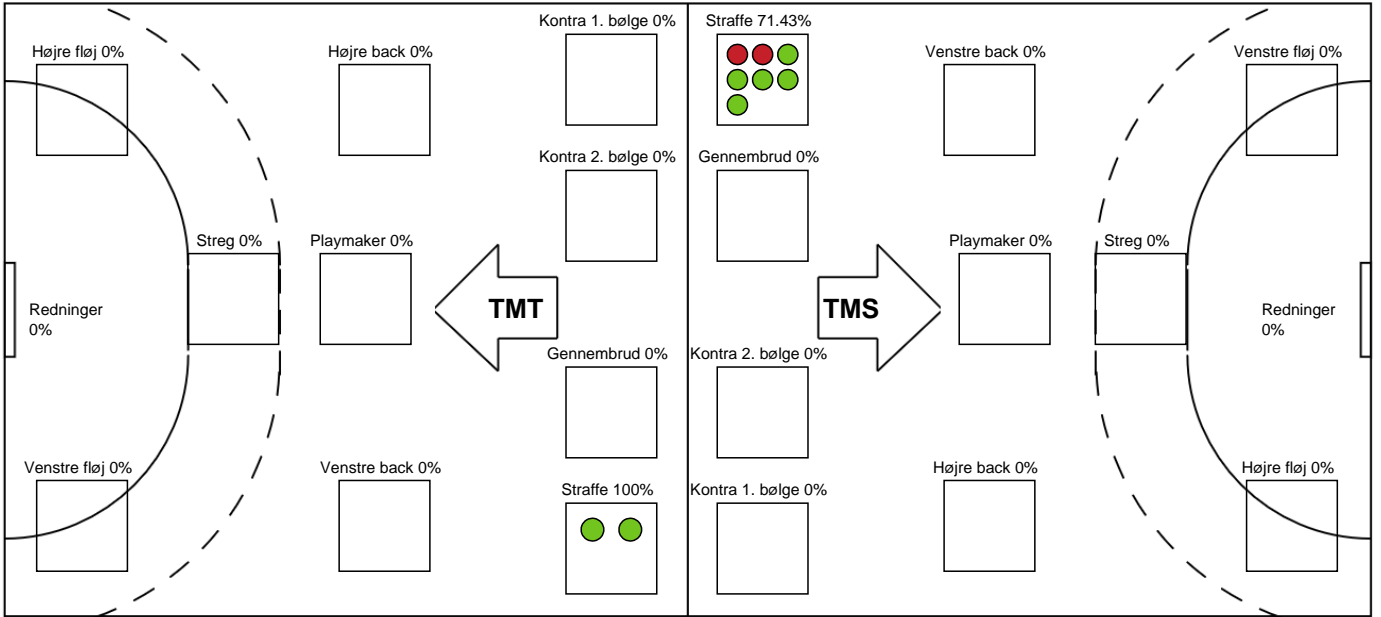 Kontra 1. bølge 0%
Straffe 71.43%
Højre fløj 0%
Højre back 0%
Venstre back 0%
Venstre fløj 0%
Kontra 2. bølge 0%
Gennembrud 0%
Streg 0%
Playmaker 0%
Playmaker 0%
Streg 0%
Redninger
0%
TMT
TMS
Redninger
0%
Gennembrud 0%
Kontra 2. bølge 0%
Venstre fløj 0%
Venstre back 0%
Højre back 0%
Højre fløj 0%
Straffe 100%
Kontra 1. bølge 0%